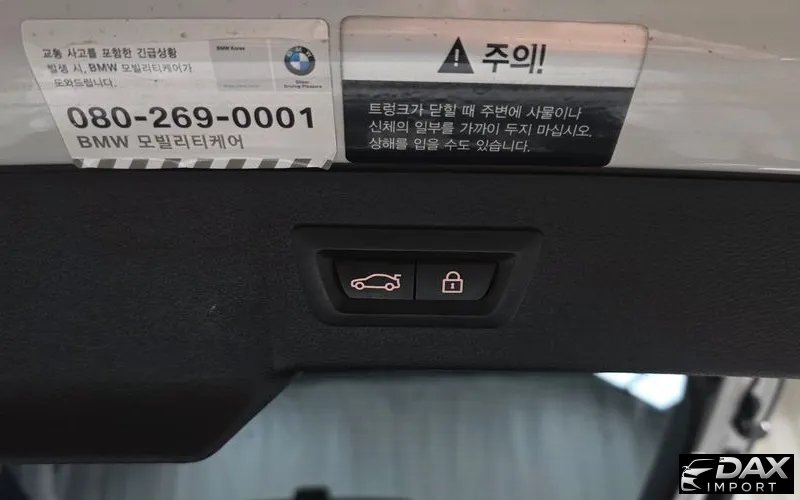 교통 사고를 포함한 긴급상황
발생 시, BMW 모빌리티케어가
도와드립니다.
BMW Korea
BMW
Sheer
Driving Pleasure
080-269-0001
BMW 모빌리티케어
주의!
트렁크가 닫힐 때 주변에 사물이나
신체의 일부를 가까이 두지 마십시오.
상해를 입을 수도 있습니다.
DAX
IMPORT